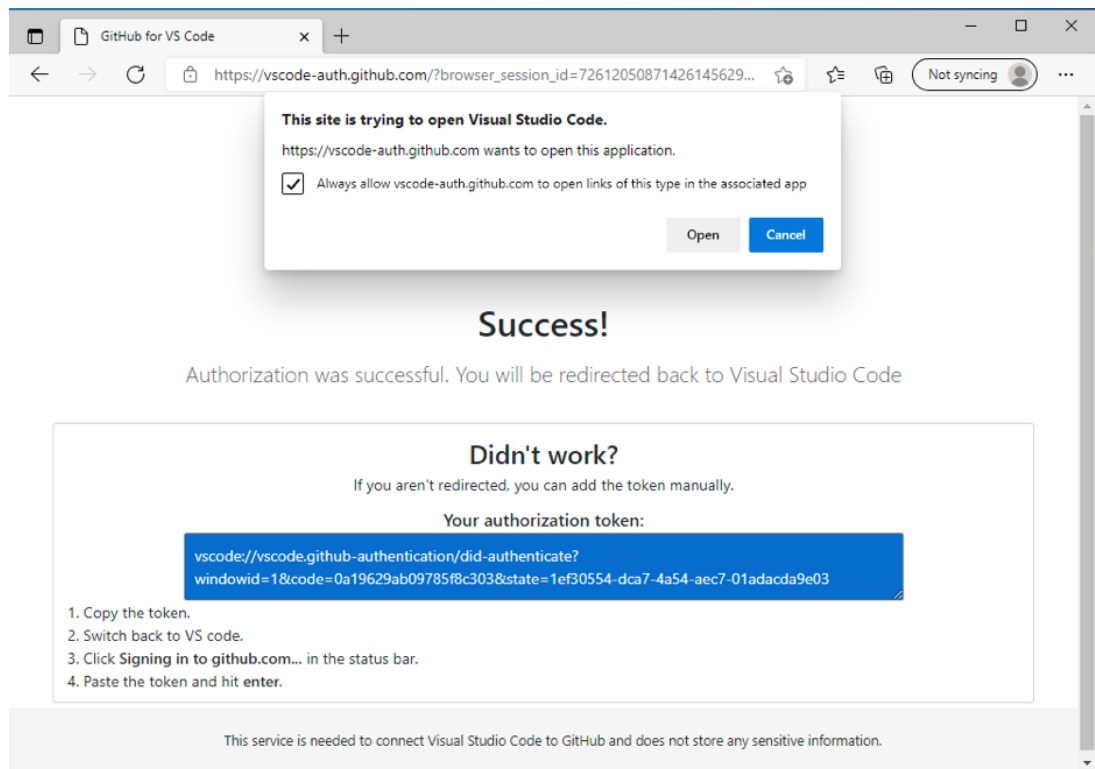 GitHub for VS Code
https://vscode-auth.github.com/?browser_session_id=72612050871426145629...
Not syncing
This site is trying to open Visual Studio Code.
https://vscode-auth.github.com wants to open this application.
Always allow vscode-auth.github.com to open links of this type in the associated app
Open
Cancel
Success!
Authorization was successful. You will be redirected back to Visual Studio Code
Didn't work?
If you aren't redirected, you can add the token manually.
Your authorization token:
vscode://vscode.github-authentication/did-authenticate?
windowid=1&code=0a19629ab09785f8c303&state=1ef30554-dca7-4a54-aec7-01adacda9e03
1. Copy the token.
2. Switch back to VS code.
3. Click Signing in to github.com... in the status bar.
4. Paste the token and hit enter.
This service is needed to connect Visual Studio Code to GitHub and does not store any sensitive information.